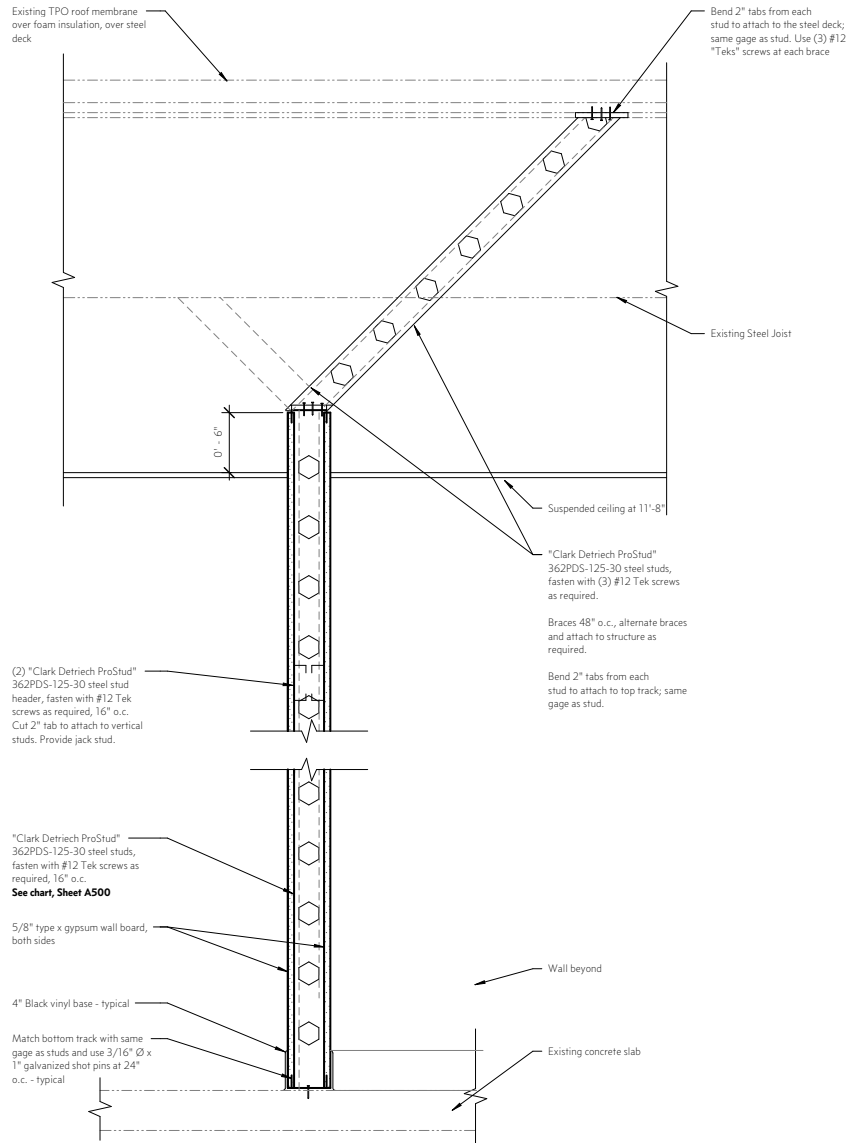 Existing TPO roof membrane
over foam insulation, over steel
deck
Bend 2" tabs from each
stud to attach to the steel deck;
same gage as stud. Use (3) #12
"Teks" screws at each brace
Existing Steel Joist
0' - 6"
Suspended ceiling at 11'-8"
"Clark Detriech ProStud"
362PDS-125-30 steel studs,
fasten with (3) #12 Tek screws
as required.
Braces 48" o.c., alternate braces
and attach to structure as
required.
Bend 2" tabs from each
stud to attach to top track; same
gage as stud.
(2) "Clark Detriech ProStud"
362PDS-125-30 steel stud
header, fasten with #12 Tek
screws as required, 16" o.c.
Cut 2" tab to attach to vertical
studs. Provide jack stud.
"Clark Detriech ProStud"
362PDS-125-30 steel studs,
fasten with #12 Tek screws as
required, 16" o.c.
See chart, Sheet A500
5/8" type x gypsum wall board,
both sides
Wall beyond
4" Black vinyl base - typical
Match bottom track with same
gage as studs and use 3/16" Ø x
1" galvanized shot pins at 24"
o.c. - typical
Existing concrete slab